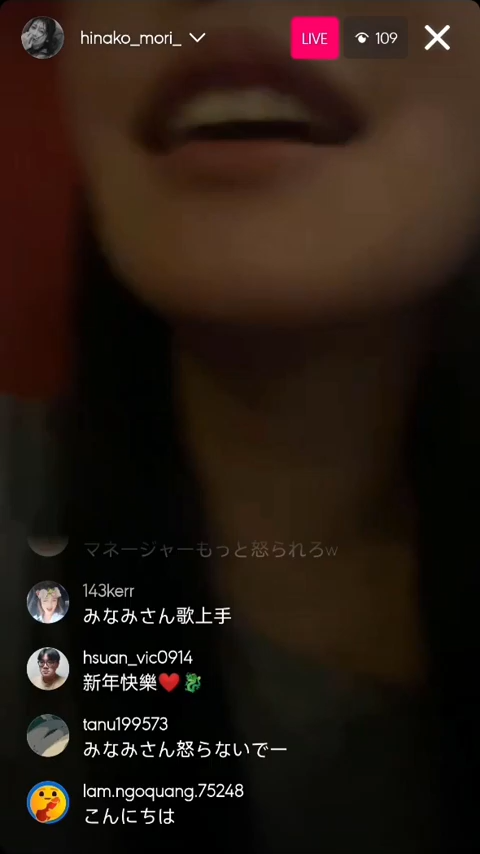 hinako_mori_
LIVE
109
マネージャーもっと怒られろw
143kerr
みなみさん歌上手
hsuan_vic0914
新年快樂❤️🐉
tanu199573
みなみさん怒らないでー
lam.ngoquang.75248
こんにちは